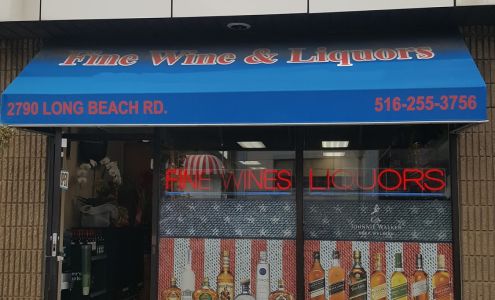 Fine Wine & Liquors
2790 LONG BEACH RD. 516-255-3756
FINE WINES LIQUORS
JOHNNIE WALKER